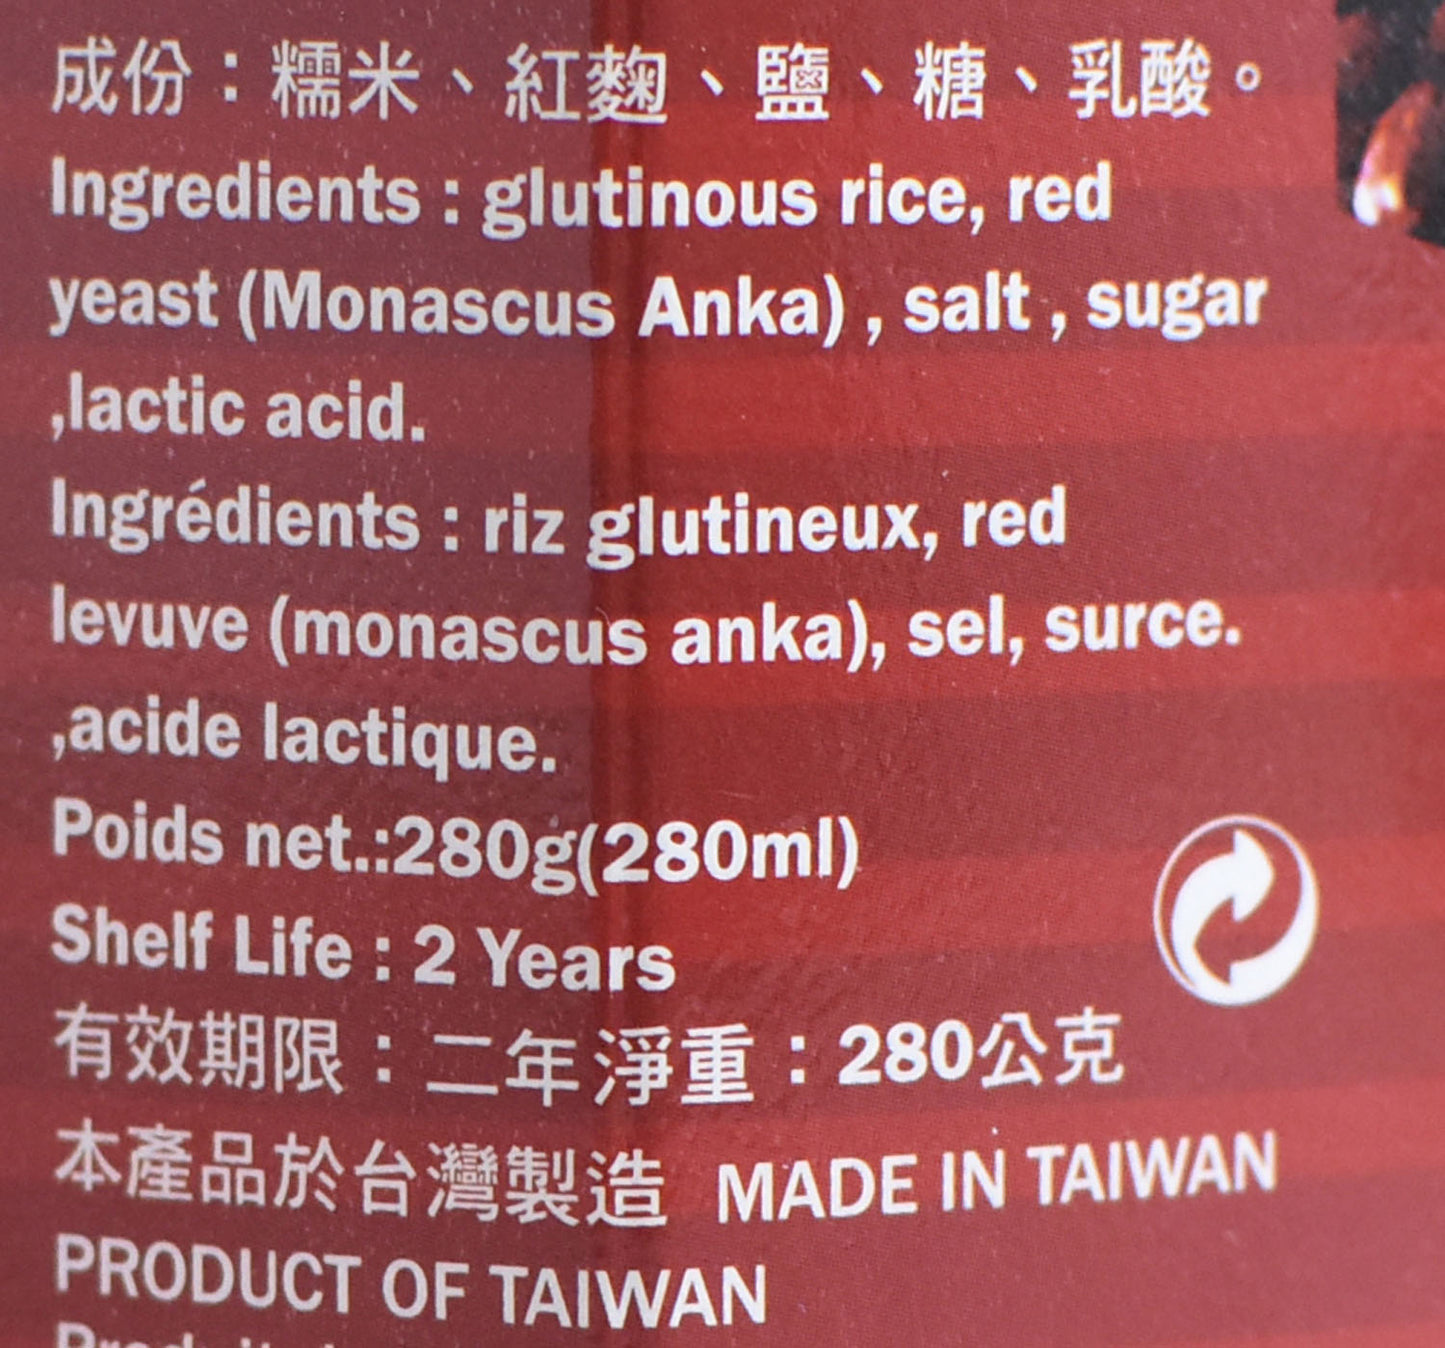 成份：糯米、紅麴、鹽、糖、乳酸。
Ingredients : glutinous rice, red
yeast (Monascus Anka) , salt , sugar
,lactic acid.
Ingrédients : riz glutineux, red
levuve (monascus anka), sel, surce.
,acide lactique.
Poids net.:280g(280ml)
Shelf Life : 2 Years
有效期限：二年淨重：280公克
本產品於台灣製造 MADE IN TAIWAN
PRODUCT OF TAIWAN